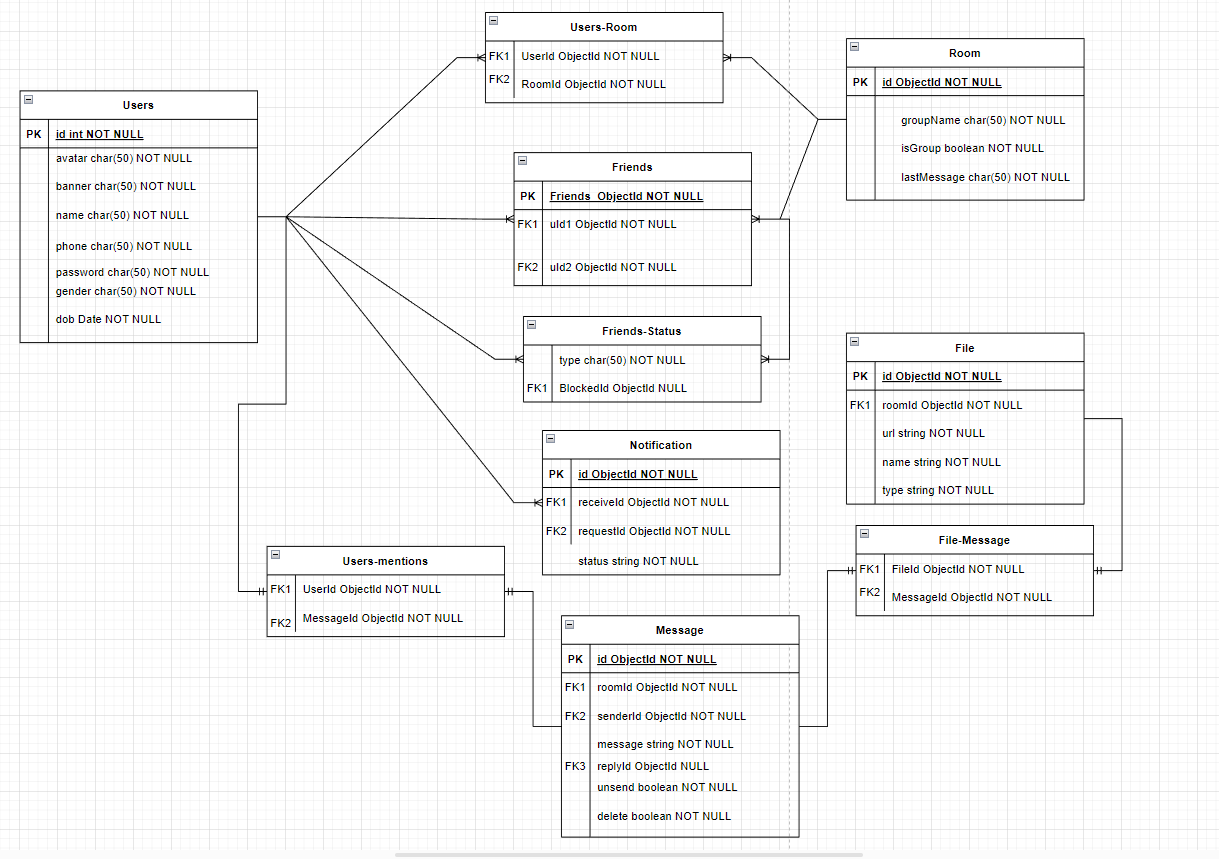 Users-Room
FK1 UserId ObjectId NOT NULL
FK2 RoomId ObjectId NOT NULL
Room
PK id ObjectId NOT NULL
groupName char(50) NOT NULL
isGroup boolean NOT NULL
lastMessage char(50) NOT NULL
Users
PK id int NOT NULL
avatar char(50) NOT NULL
banner char(50) NOT NULL
name char(50) NOT NULL
phone char(50) NOT NULL
password char(50) NOT NULL
gender char(50) NOT NULL
dob Date NOT NULL
Friends
PK Friends_ObjectId NOT NULL
FK1 uId1 ObjectId NOT NULL
FK2 uId2 ObjectId NOT NULL
Friends-Status
type char(50) NOT NULL
FK1 BlockedId ObjectId NULL
File
PK id ObjectId NOT NULL
FK1 roomId ObjectId NOT NULL
url string NOT NULL
name string NOT NULL
type string NOT NULL
Notification
PK id ObjectId NOT NULL
FK1 receiveId ObjectId NOT NULL
FK2 requestId ObjectId NOT NULL
status string NOT NULL
File-Message
FK1 FileId ObjectId NOT NULL
FK2 MessageId ObjectId NOT NULL
Users-mentions
FK1 UserId ObjectId NOT NULL
FK2 MessageId ObjectId NOT NULL
Message
PK id ObjectId NOT NULL
FK1 roomId ObjectId NOT NULL
FK2 senderId ObjectId NOT NULL
message string NOT NULL
FK3 replyId ObjectId NULL
unsend boolean NOT NULL
delete boolean NOT NULL